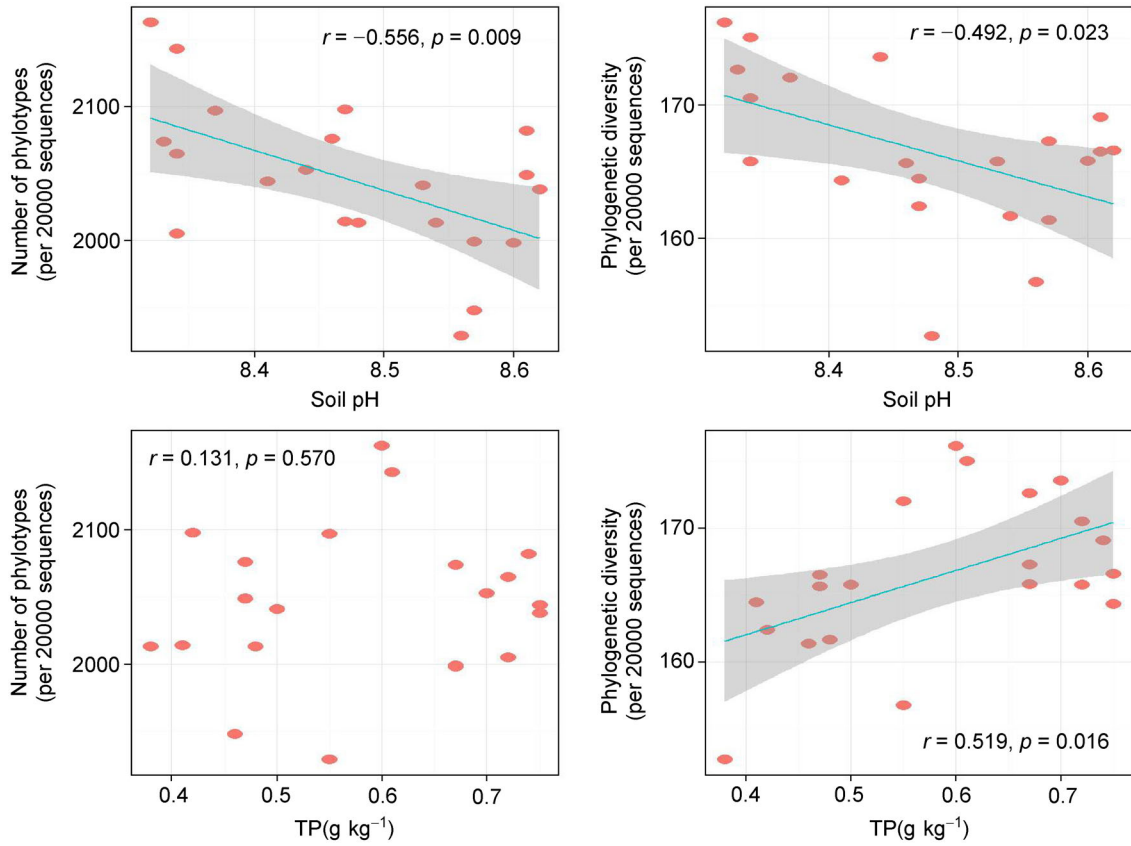 Number of phylotypes
(per 20000 sequences)
2100
2000
r = −0.556, p = 0.009
8.4
8.5
8.6
Soil pH
Phylogenetic diversity
(per 20000 sequences)
170
160
r = −0.492, p = 0.023
8.4
8.5
8.6
Soil pH
Number of phylotypes
(per 20000 sequences)
2100
2000
r = 0.131, p = 0.570
0.4
0.5
0.6
0.7
TP(g kg⁻¹)
Phylogenetic diversity
(per 20000 sequences)
170
160
r = 0.519, p = 0.016
0.4
0.5
0.6
0.7
TP(g kg⁻¹)